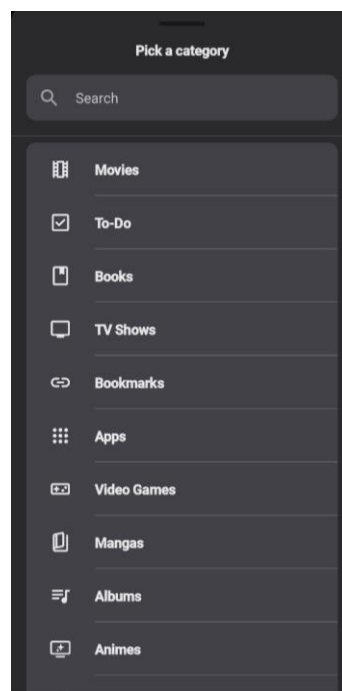 Pick a category
Search
Movies
To-Do
Books
TV Shows
Bookmarks
Apps
Video Games
Mangas
Albums
Animes